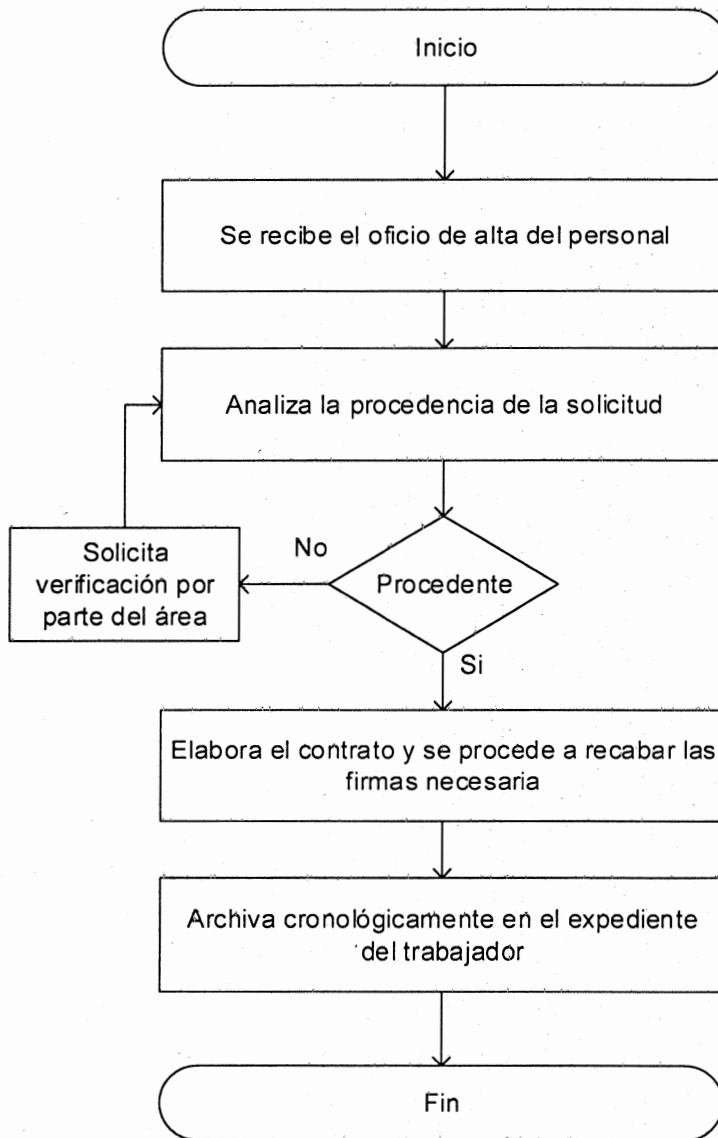 Inicio
Se recibe el oficio de alta del personal
Analiza la procedencia de la solicitud
Procedente
No
Solicita
verificación por
parte del área
Si
Elabora el contrato y se procede a recabar las
firmas necesaria
Archiva cronológicamente en el expediente
del trabajador
Fin